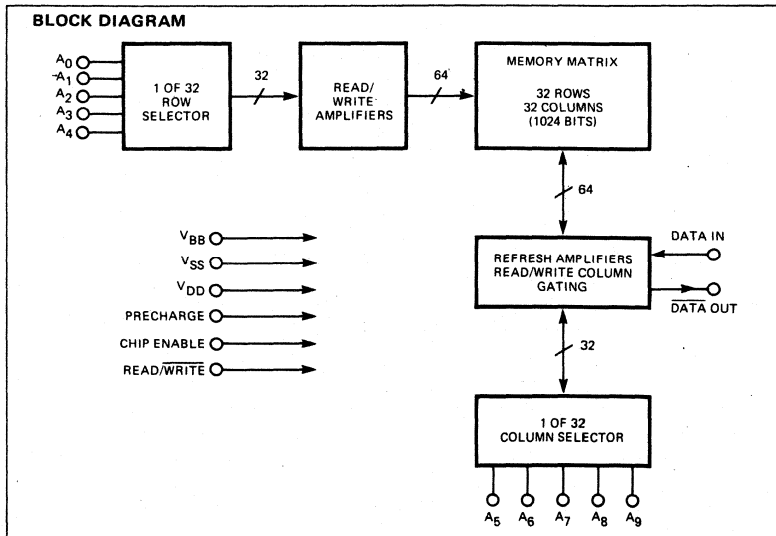 BLOCK DIAGRAM
A0
A1
A2
A3
A4
1 OF 32
ROW
SELECTOR
32
READ/
WRITE
AMPLIFIERS
64
MEMORY MATRIX
32 ROWS
32 COLUMNS
(1024 BITS)
64
VBB
VSS
VDD
PRECHARGE
CHIP ENABLE
READ/WRITE
REFRESH AMPLIFIERS
READ/WRITE COLUMN
GATING
DATA IN
DATA OUT
32
1 OF 32
COLUMN SELECTOR
A5 A6 A7 A8 A9